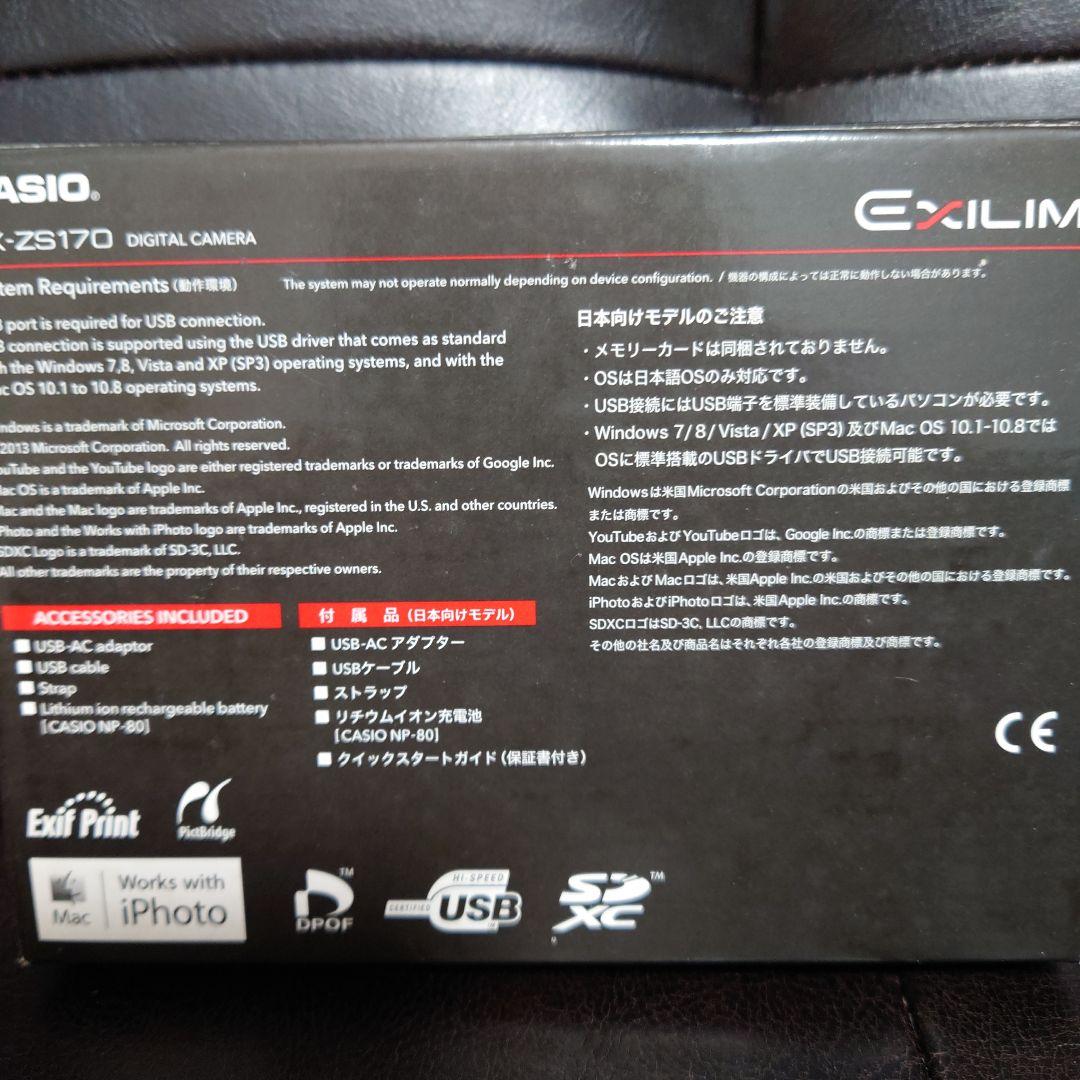 ASIO®
X-ZS170 DIGITAL CAMERA
EXILIM
tem Requirements (動作環境)
The system may not operate normally depending on device configuration. / 機器の構成によっては正常に動作しない場合があります。
B port is required for USB connection.
B connection is supported using the USB driver that comes as standard
h the Windows 7,8, Vista and XP (SP3) operating systems, and with the
c OS 10.1 to 10.8 operating systems.
ndows is a trademark of Microsoft Corporation.
2013 Microsoft Corporation. All rights reserved.
ouTube and the YouTube logo are either registered trademarks or trademarks of Google Inc.
ac OS is a trademark of Apple Inc.
Mac and the Mac logo are trademarks of Apple Inc., registered in the U.S. and other countries.
Photo and the Works with iPhoto logo are trademarks of Apple Inc.
SDXC Logo is a trademark of SD-3C, LLC.
All other trademarks are the property of their respective owners.
日本向けモデルのご注意
・メモリーカードは同梱されておりません。
・OSは日本語OSのみ対応です。
・USB接続にはUSB端子を標準装備しているパソコンが必要です。
・Windows 7/8/Vista/XP (SP3) 及びMac OS 10.1-10.8では
OSに標準搭載のUSBドライバでUSB接続可能です。
Windowsは米国Microsoft Corporationの米国およびその他の国における登録商標
または商標です。
YouTubeおよびYouTubeロゴは、Google Inc.の商標または登録商標です。
Mac OSは米国Apple Inc.の登録商標です。
MacおよびMacロゴは、米国Apple Inc.の米国およびその他の国における登録商標です。
iPhotoおよびiPhotoロゴは、米国Apple Inc.の商標です。
SDXCロゴはSD-3C, LLCの商標です。
その他の社名及び商品名はそれぞれ各社の登録商標及び商標です。
ACCESSORIES INCLUDED
■ USB-AC adaptor
■ USB cable
■ Strap
■ Lithium ion rechargeable battery
[CASIO NP-80]
付 属 品 (日本向けモデル)
■ USB-AC アダプター
■ USBケーブル
■ ストラップ
■ リチウムイオン充電池
[CASIO NP-80]
■ クイックスタートガイド (保証書付き)
CE
Exif Print
PictBridge
Mac
Works with
iPhoto
DPOF™
HI-SPEED
CERTIFIED USB
SD XC™